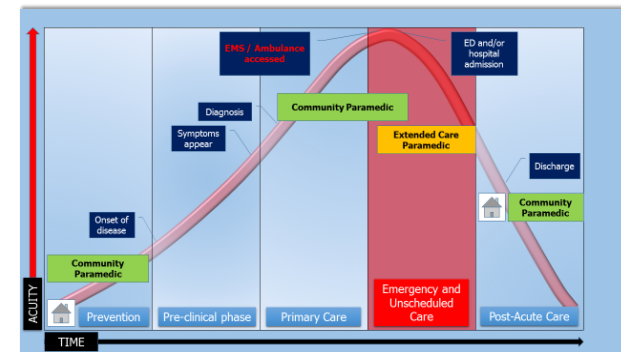 EMS / Ambulance
accessed
ED and/or
hospital
admission
Diagnosis
Community Paramedic
Symptoms
appear
Extended Care
Paramedic
Discharge
Onset of
disease
Community
Paramedic
Community
Paramedic
ACUITY
Prevention
Pre-clinical phase
Primary Care
Emergency and
Unscheduled
Care
Post-Acute Care
TIME